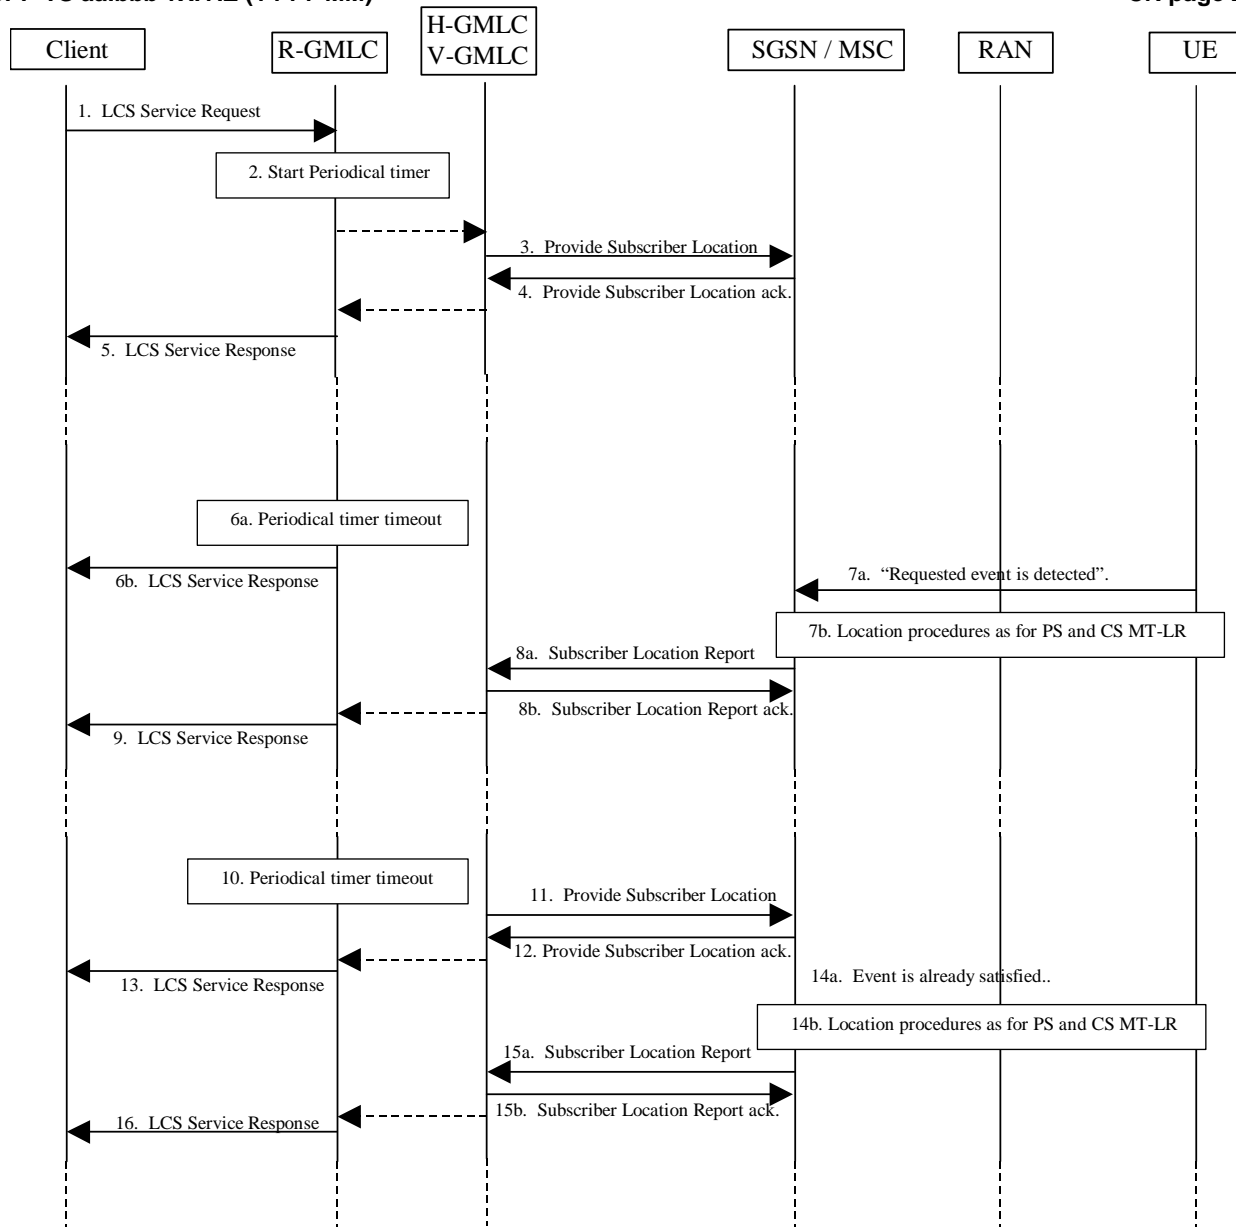 Client
R-GMLC
H-GMLC
V-GMLC
SGSN / MSC
RAN
UE
1. LCS Service Request
2. Start Periodical timer
3. Provide Subscriber Location
4. Provide Subscriber Location ack.
5. LCS Service Response
6a. Periodical timer timeout
6b. LCS Service Response
7a. “Requested event is detected”.
7b. Location procedures as for PS and CS MT-LR
8a. Subscriber Location Report
8b. Subscriber Location Report ack.
9. LCS Service Response
10. Periodical timer timeout
11. Provide Subscriber Location
12. Provide Subscriber Location ack.
13. LCS Service Response
14a. Event is already satisfied..
14b. Location procedures as for PS and CS MT-LR
15a. Subscriber Location Report
15b. Subscriber Location Report ack.
16. LCS Service Response